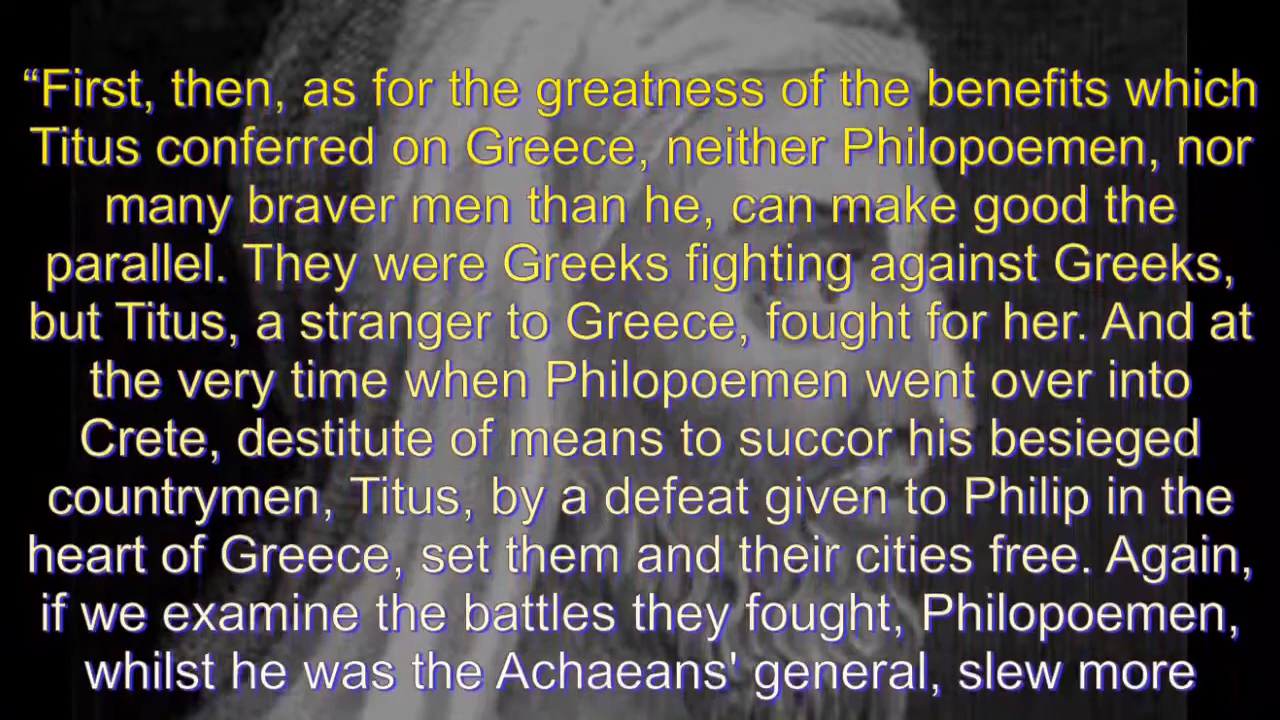 “First, then, as for the greatness of the benefits which
Titus conferred on Greece, neither Philopoemen, nor
many braver men than he, can make good the
parallel. They were Greeks fighting against Greeks,
but Titus, a stranger to Greece, fought for her. And at
the very time when Philopoemen went over into
Crete, destitute of means to succor his besieged
countrymen, Titus, by a defeat given to Philip in the
heart of Greece, set them and their cities free. Again,
if we examine the battles they fought, Philopoemen,
whilst he was the Achaeans' general, slew more